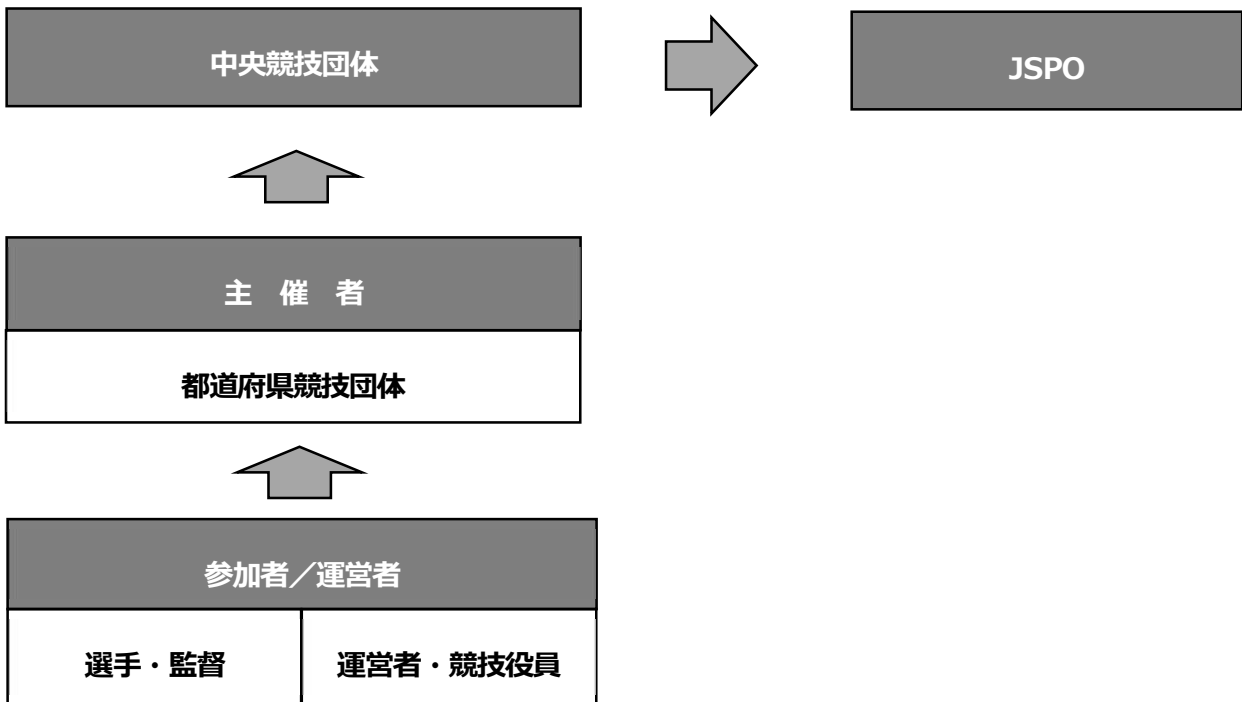 中央競技団体
JSPO
主　催　者
都道府県競技団体
参加者／運営者
選手・監督
運営者・競技役員